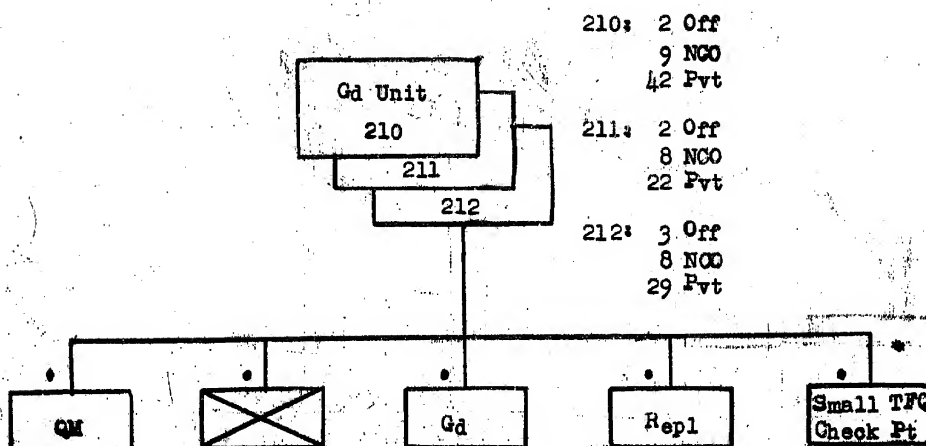 210: 2 Off
9 NCO
42 Pvt
Gd Unit
210
211
212
211: 2 Off
8 NCO
22 Pvt
212: 3 Off
8 NCO
29 Pvt
QM
Gd
Repl
Small TFC
Check Pt